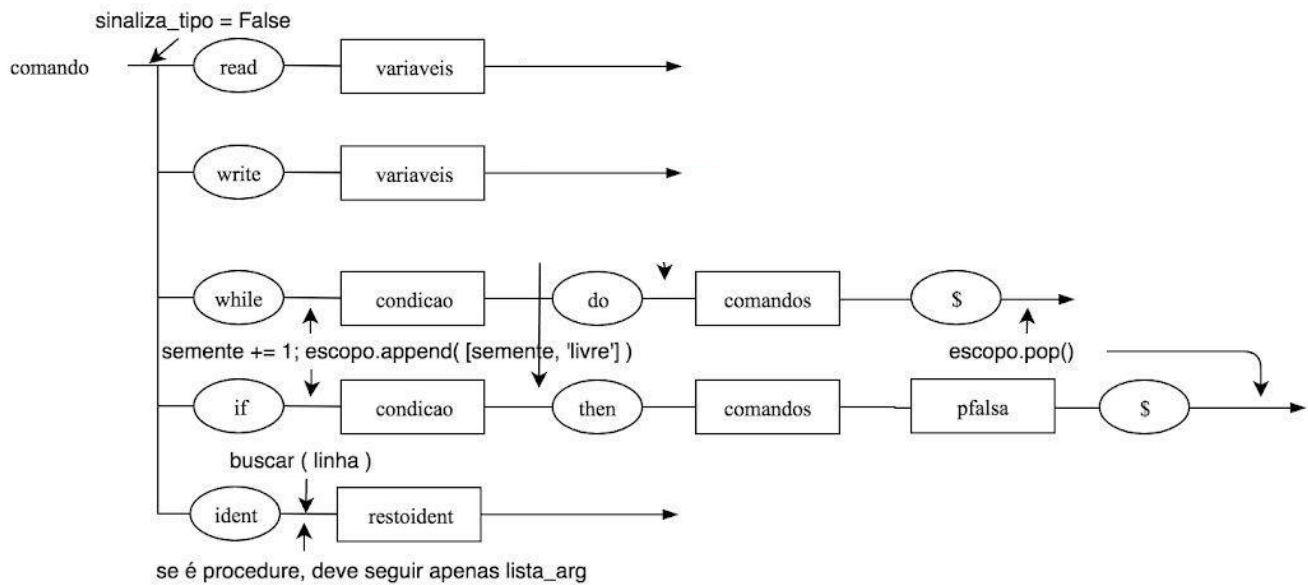 sinaliza_tipo = False
comando read variaveis
write variaveis
while condicao do comandos $
semente += 1; escopo.append( [semente, 'livre'] ) escopo.pop()
if condicao then comandos pfalsa $
buscar ( linha )
ident restoident
se é procedure, deve seguir apenas lista_arg